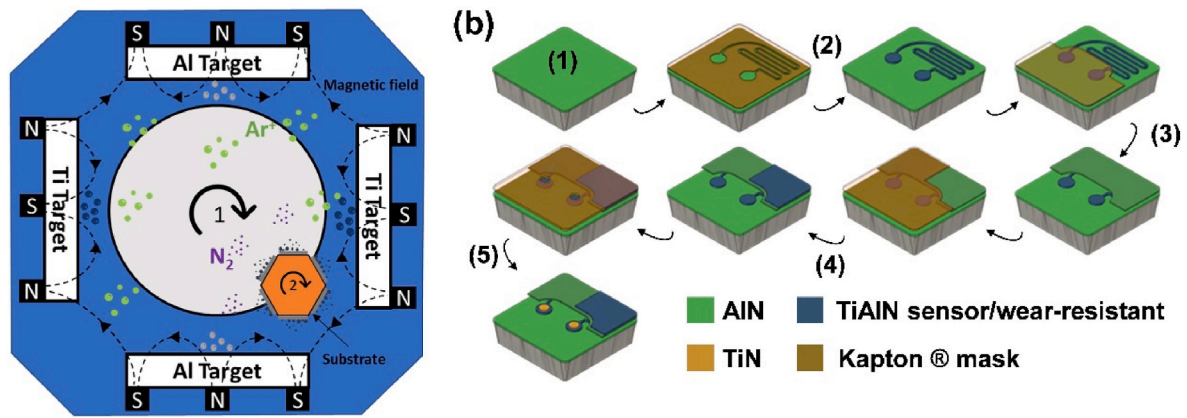 S N S
Al Target
Magnetic field
N
S
N
Ti Target
Ar+
1
N₂
2
Ti Target
N
S
N
Substrate
Al Target
S N S
(b)
(1)
(2)
(3)
(4)
(5)
AlN
TiAlN sensor/wear-resistant
TiN
Kapton ® mask